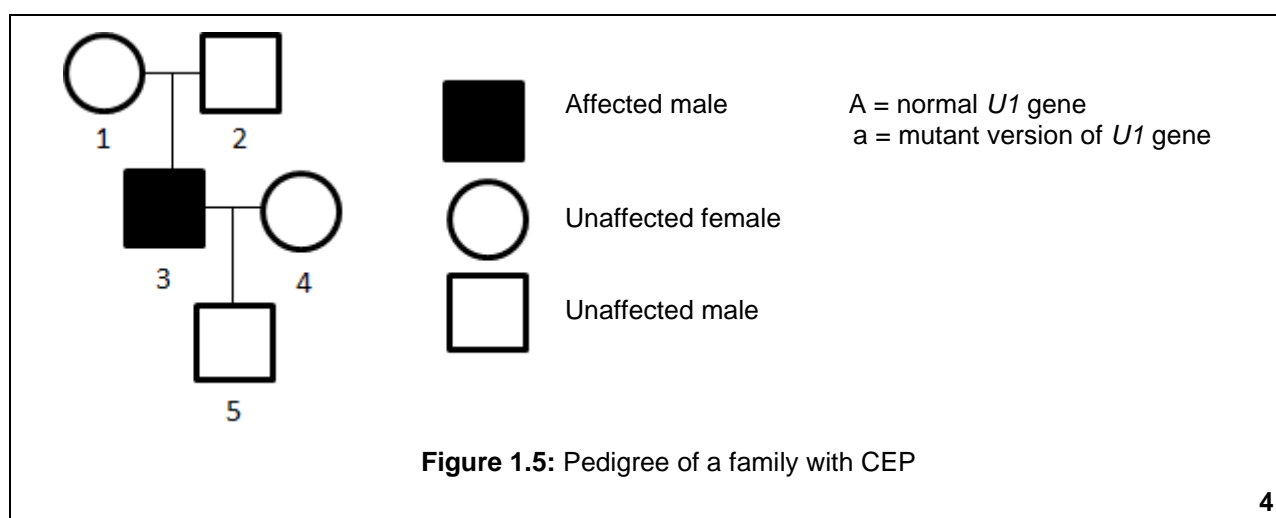 1 2
Affected male A = normal U1 gene
a = mutant version of U1 gene
Unaffected female
3 4
Unaffected male
5
Figure 1.5: Pedigree of a family with CEP
4